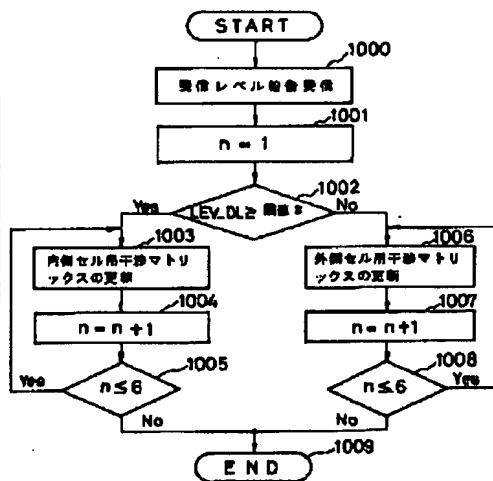 START
1000
受信レベル報告受信
1001
n = 1
1002
Yes
LEV_DL≥ 閾値
No
1003
内側セル用干渉マトリックスの更新
1006
外側セル用干渉マトリックスの更新
1004
n = n+1
1007
n = n+1
1005
Yes
n≤6
No
1008
n≤6
Yes
No
END
1009